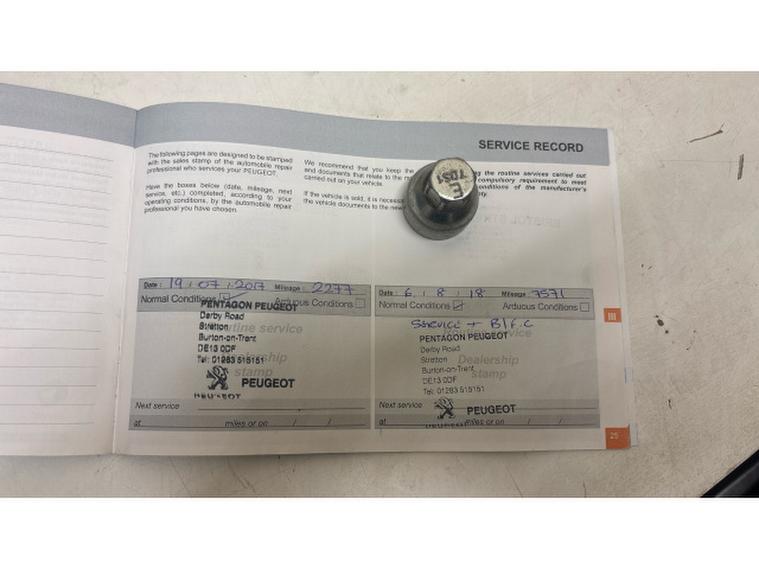 SERVICE RECORD
The following pages are designed to be stamped
with the sales stamp of the automobile repair
professional who services your PEUGEOT.
Have the boxes below (date, mileage, next
service, etc.) completed, according to your
operating conditions, by the automobile repair
professional you have chosen.
We recommend that you keep the
and documents that relate to the
carried out on your vehicle.
If the vehicle is sold, it is
the vehicle documents to the new
the routine services carried out
compulsory requirement to meet
conditions of the manufacturer's
Date: 19 / 07 / 2017 Mileage: 2277
Normal Conditions Arduous Conditions
PENTAGON PEUGEOT
Derby Road
Stretton
Routine service
Burton-on-Trent
DE13 0DF
Tel: 01283 515151
Dealership
stamp
PEUGEOT
PEUGEOT
Next service
at miles or on / /
Date: 6 / 8 / 18 Mileage: 7571
Normal Conditions Arduous Conditions
Service + B/F.C
Routine service
PENTAGON PEUGEOT
Derby Road
Stretton
Dealership
Burton-on-Trent
stamp
DE13 0DF
Tel: 01283 515151
Next service
PEUGEOT
at miles or on / /
III
25